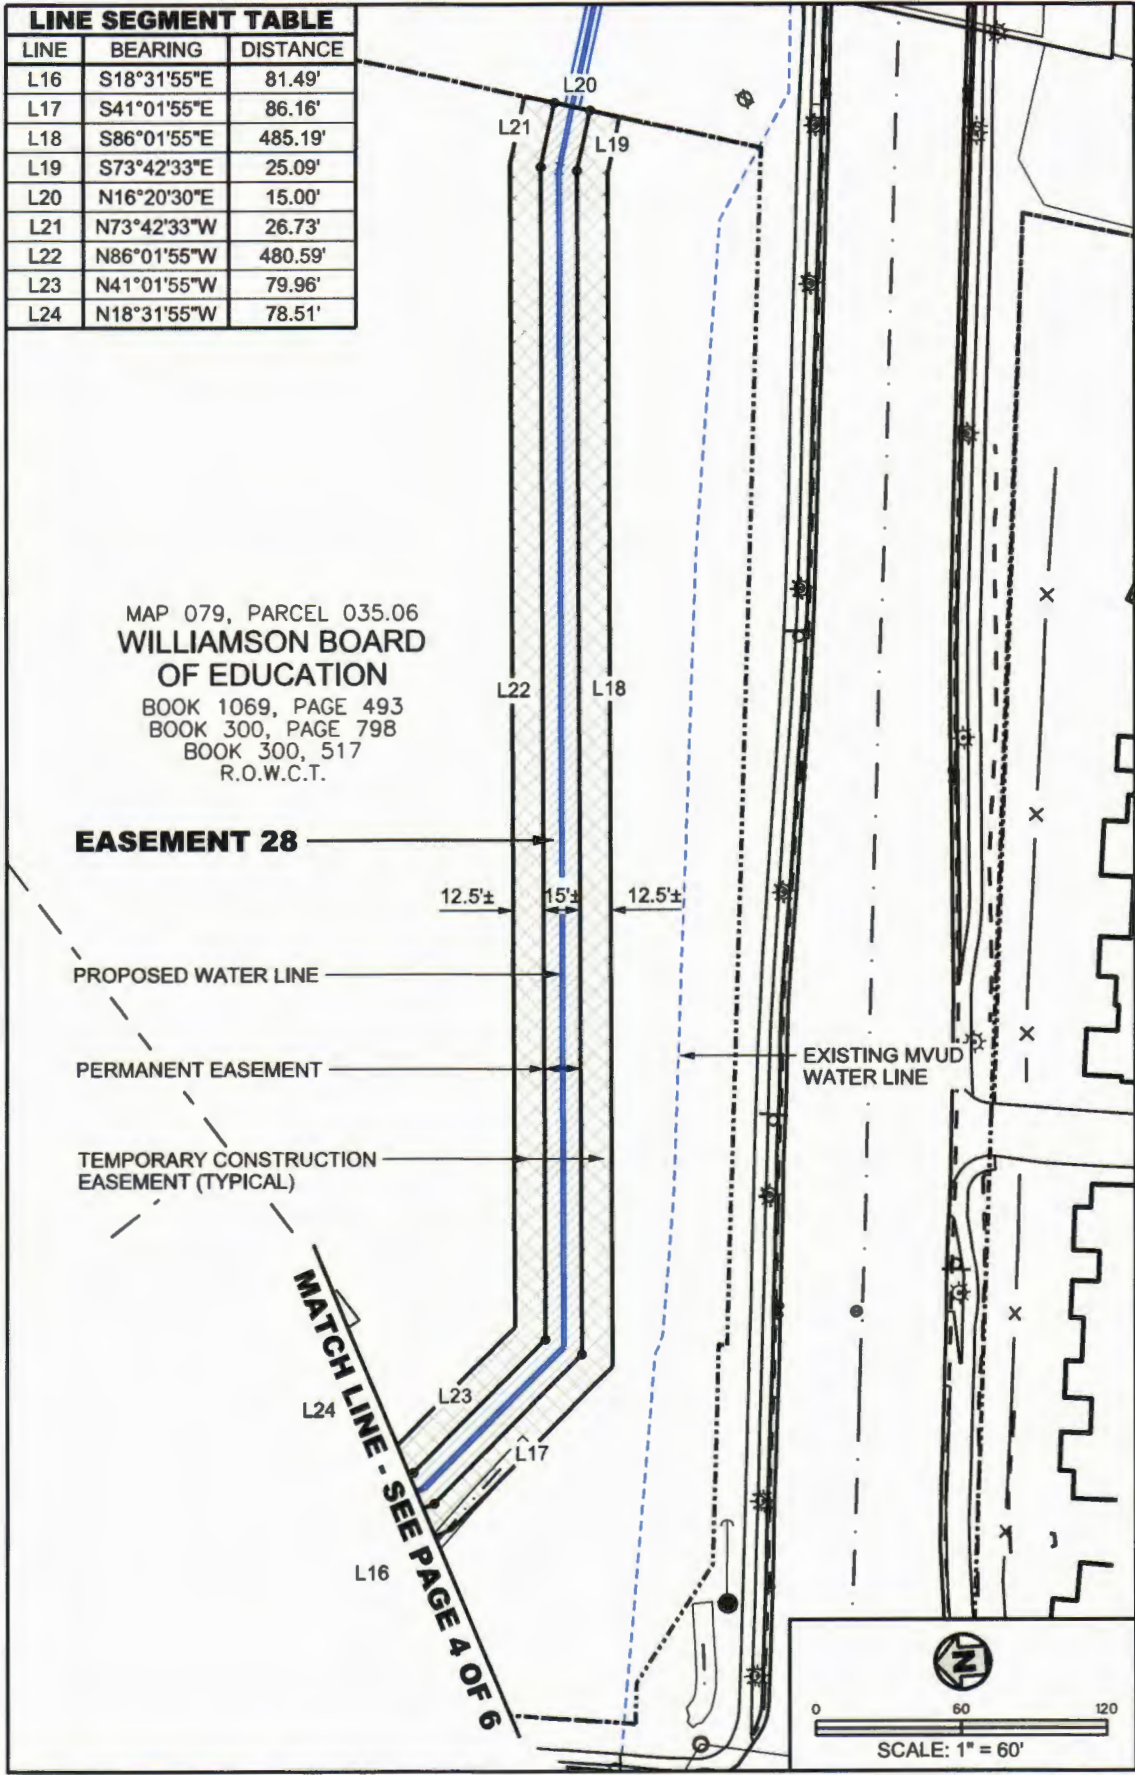 LINE SEGMENT TABLE
LINE BEARING DISTANCE
L16 S18°31'55"E 81.49'
L17 S41°01'55"E 86.16'
L18 S86°01'55"E 485.19'
L19 S73°42'33"E 25.09'
L20 N16°20'30"E 15.00'
L21 N73°42'33"W 26.73'
L22 N86°01'55"W 480.59'
L23 N41°01'55"W 79.96'
L24 N18°31'55"W 78.51'
L20
L21
L19
MAP 079, PARCEL 035.06
WILLIAMSON BOARD
OF EDUCATION
BOOK 1069, PAGE 493
BOOK 300, PAGE 798
BOOK 300, 517
R.O.W.C.T.
L22
L18
EASEMENT 28
12.5'±
15'±
12.5'±
PROPOSED WATER LINE
PERMANENT EASEMENT
EXISTING MVUD
WATER LINE
TEMPORARY CONSTRUCTION
EASEMENT (TYPICAL)
MATCH LINE - SEE PAGE 4 OF 6
L24
L23
L17
L16
N
0 60 120
SCALE: 1" = 60'